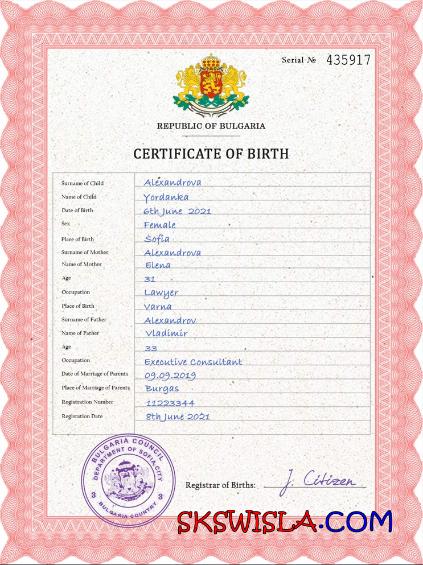 Serial № 435917
REPUBLIC OF BULGARIA
CERTIFICATE OF BIRTH
Surname of Child Alexandrova
Name of Child Yordanka
Date of Birth 6th June 2021
Sex Female
Place of Birth Sofia
Surname of Mother Alexandrova
Name of Mother Elena
Age 31
Occupation Lawyer
Place of Birth Varna
Surname of Father Alexandrov
Name of Father Vladimir
Age 33
Occupation Executive Consultant
Date of Marriage of Parents 09.09.2019
Place of Marriage of Parents Burgas
Registration Number 11223344
Registration Date 8th June 2021
BULGARIA COUNCIL
DEPARTMENT OF SOFIA CITY
BULGARIA COUNTRY
Registrar of Births: J. Citizen
SKSWISLA.COM